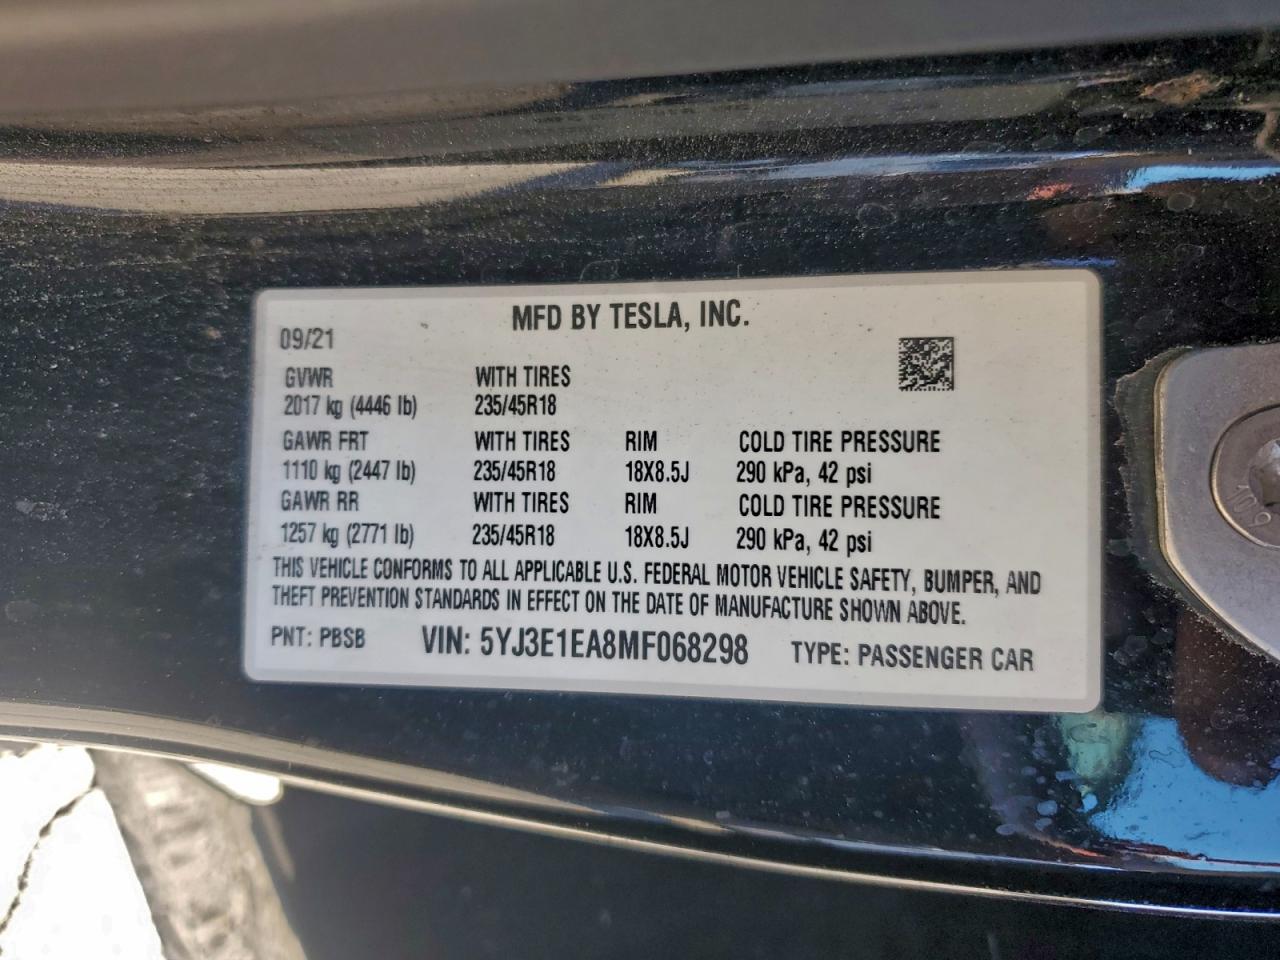 MFD BY TESLA, INC.
09/21
GVWR WITH TIRES
2017 kg (4446 lb) 235/45R18
GAWR FRT WITH TIRES RIM COLD TIRE PRESSURE
1110 kg (2447 lb) 235/45R18 18X8.5J 290 kPa, 42 psi
GAWR RR WITH TIRES RIM COLD TIRE PRESSURE
1257 kg (2771 lb) 235/45R18 18X8.5J 290 kPa, 42 psi
THIS VEHICLE CONFORMS TO ALL APPLICABLE U.S. FEDERAL MOTOR VEHICLE SAFETY, BUMPER, AND
THEFT PREVENTION STANDARDS IN EFFECT ON THE DATE OF MANUFACTURE SHOWN ABOVE.
PNT: PBSB VIN: 5YJ3E1EA8MF068298 TYPE: PASSENGER CAR
10.9